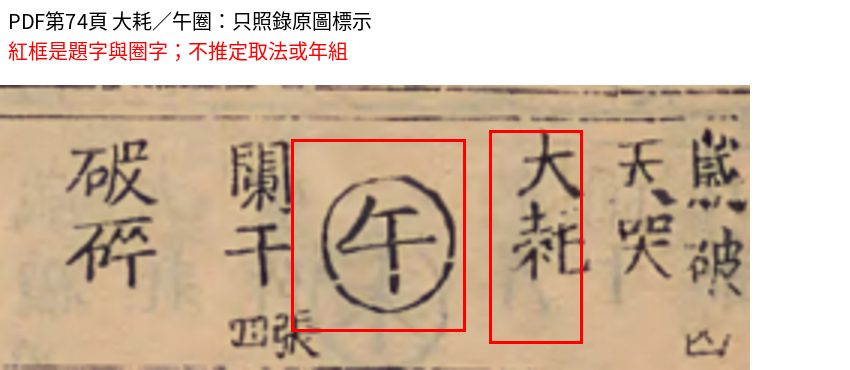 PDF第74頁 大耗／午圈：只照錄原圖標示
紅框是題字與圈字；不推定取法或年組
歲破
凶
天哭
大耗
午
闌干
四張
破碎